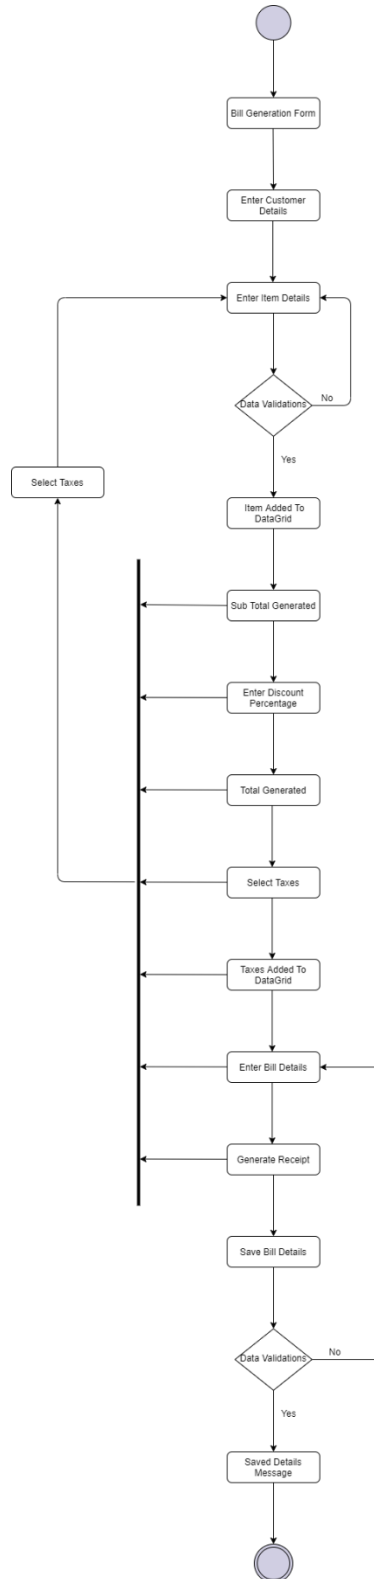 Bill Generation Form
Enter Customer
Details
Enter Item Details
Data Validations
No
Yes
Select Taxes
Item Added To
DataGrid
Sub Total Generated
Enter Discount
Percentage
Total Generated
Select Taxes
Taxes Added To
DataGrid
Enter Bill Details
Generate Receipt
Save Bill Details
Data Validations
No
Yes
Saved Details
Message